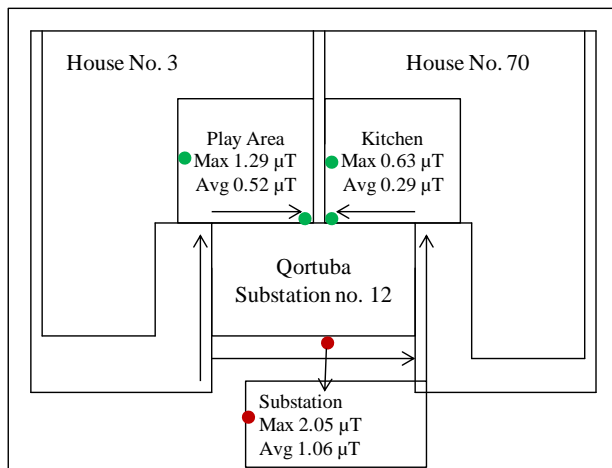 House No. 3
House No. 70
Play Area
Max 1.29 µT
Avg 0.52 µT
Kitchen
Max 0.63 µT
Avg 0.29 µT
Qortuba
Substation no. 12
Substation
Max 2.05 µT
Avg 1.06 µT